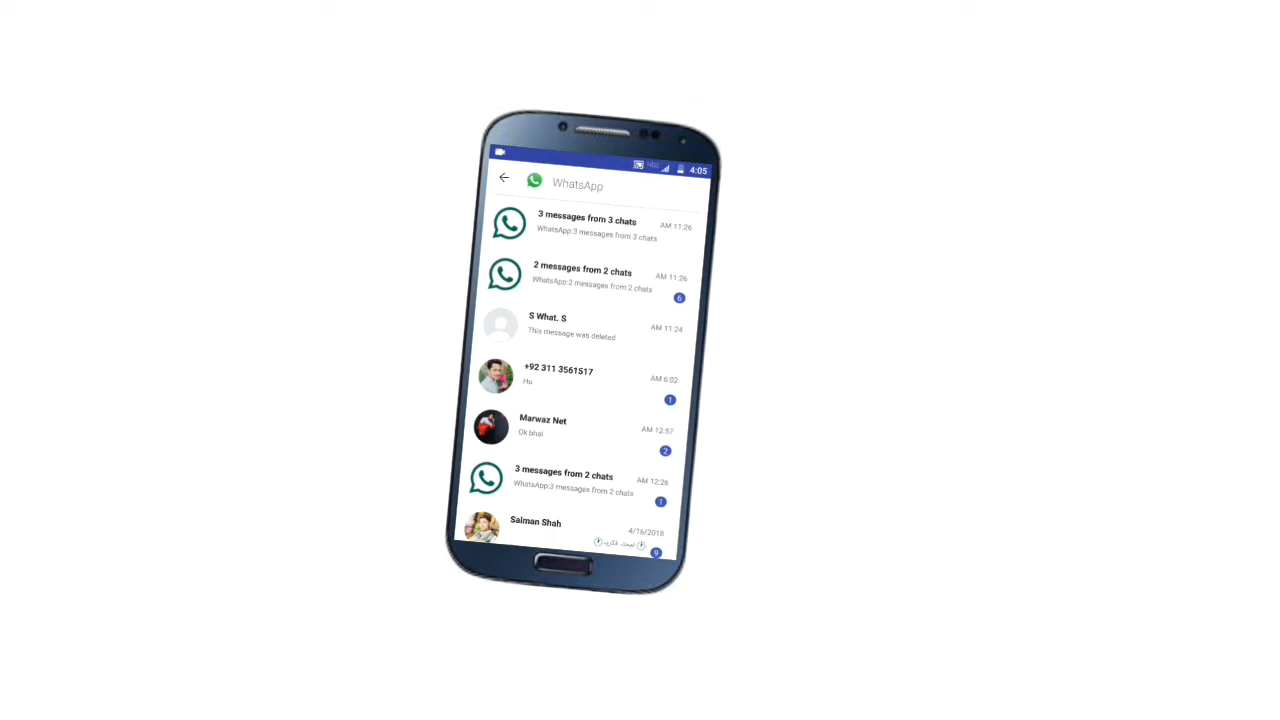 4:05
WhatsApp
3 messages from 3 chats AM 11:26
WhatsApp:3 messages from 3 chats
2 messages from 2 chats AM 11:26
WhatsApp:2 messages from 2 chats 6
S What. S AM 11:24
This message was deleted
+92 311 3561517 AM 6:02
Hu 1
Marwaz Net AM 12:57
Ok bhai 2
3 messages from 2 chats AM 12:26
WhatsApp:3 messages from 2 chats 1
Salman Shah 4/16/2018
9